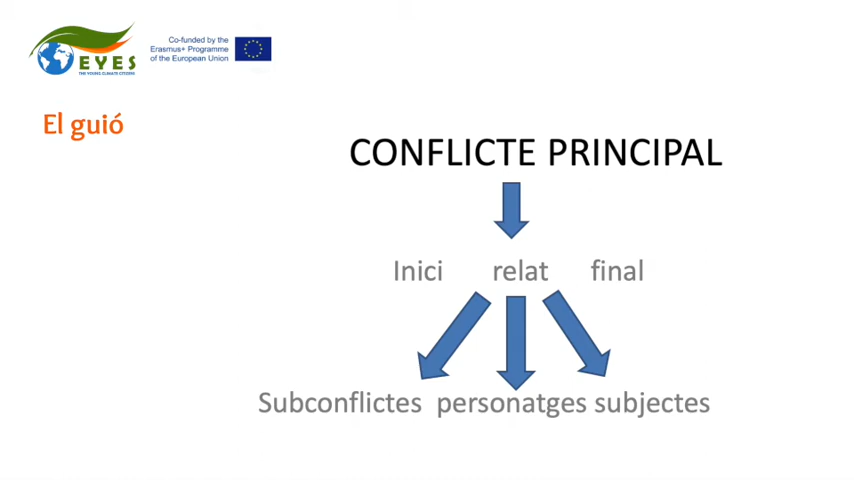 EYES
THE YOUNG CLIMATE CITIZENS
Co-funded by the
Erasmus+ Programme
of the European Union
El guió
CONFLICTE PRINCIPAL
Inici relat final
Subconflictes personatges subjectes